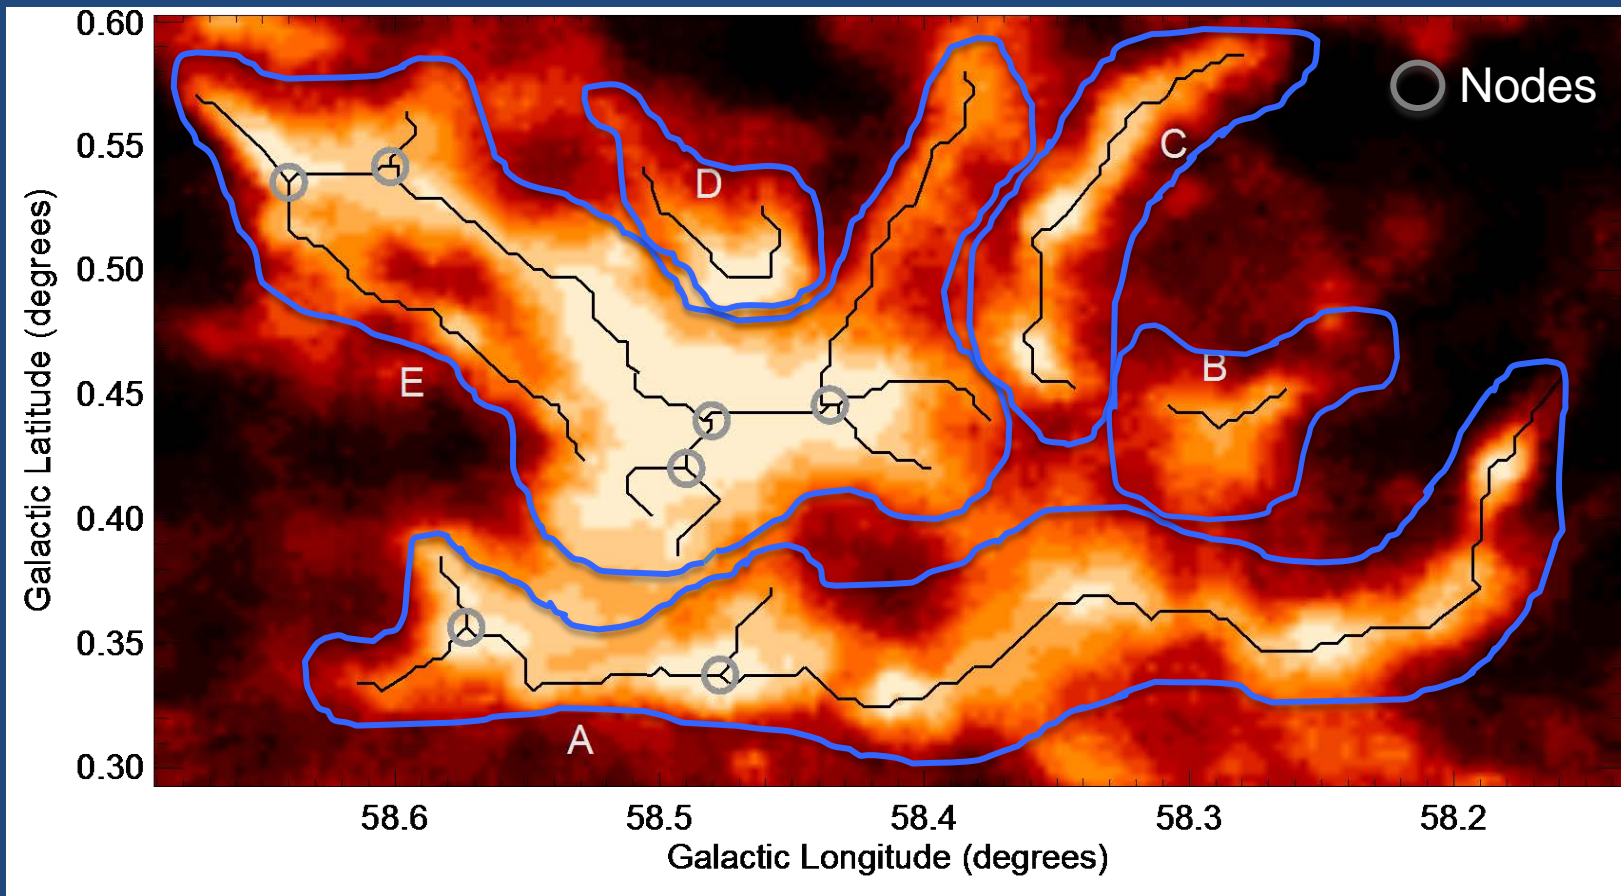 0.60
Nodes
0.55
C
D
0.50
Galactic Latitude (degrees)
E
B
0.45
0.40
0.35
A
0.30
58.6 58.5 58.4 58.3 58.2
Galactic Longitude (degrees)